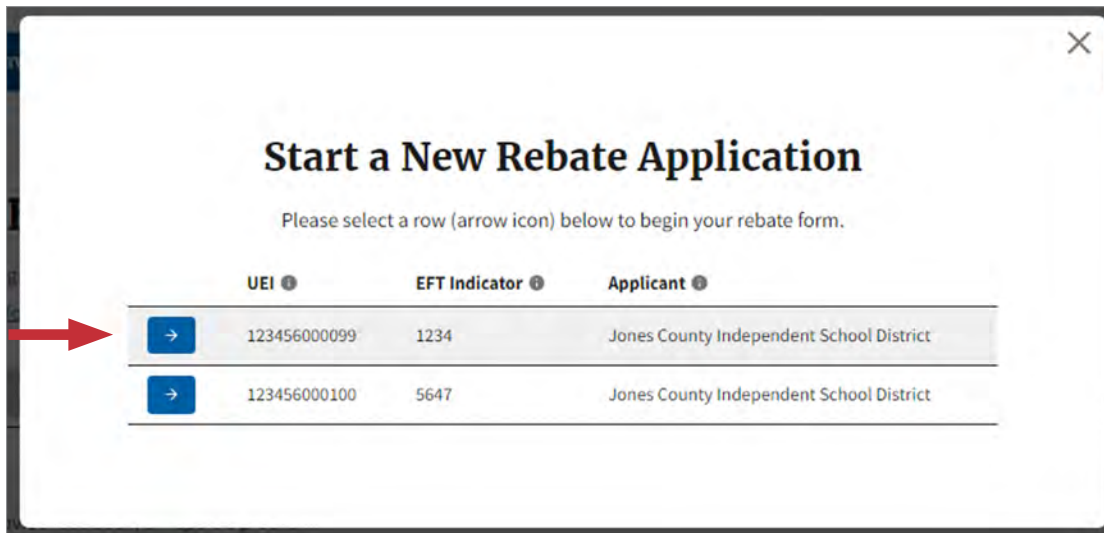 Start a New Rebate Application
Please select a row (arrow icon) below to begin your rebate form.
UEI EFT Indicator Applicant
123456000099 1234 Jones County Independent School District
123456000100 5647 Jones County Independent School District